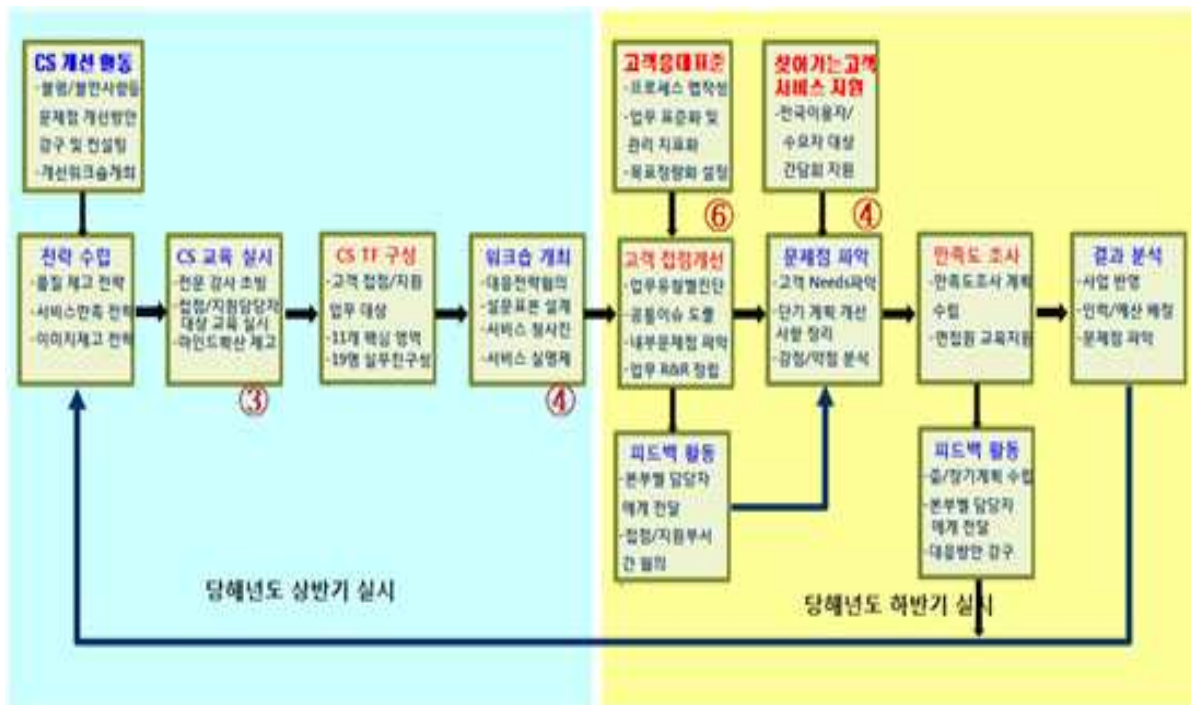 CS 개선 활동
-불평/불만사항등
문제점 개선방안
강구 및 컨설팅
-개선워크숍개최
전략 수립
-품질 제고 전략
-서비스만족 전략
-이미지제고 전략
CS 교육 실시
-전문 강사 초빙
-접점/지원담당자
대상 교육 실시
-마인드확산 제고
③
CS TF 구성
-고객 접점/지원
업무 대상
-11개 핵심 영역
-19명 실무진구성
워크숍 개최
-대응전략협의
-설문표본 설계
-서비스 청사진
-서비스 실명제
④
고객응대표준
-프로세스 맵작성
-업무 표준화 및
관리 지표화
-목표정량화 설정
⑥
찾아가는고객
서비스 지원
-전국이용자/
수요자 대상
간담회 지원
④
고객 접점개선
-업무유형별진단
-공통이슈 도출
-내부문제점 파악
-업무 R&R 정립
문제점 파악
-고객 Needs파악
-단기 계획 개선
사항 정리
-강점/약점 분석
만족도 조사
-만족도조사 계획
수립
-면접원 교육지원
결과 분석
-사업 반영
-인력/예산 배정
-문제점 파악
피드백 활동
-본부별 담당자
에게 전달
-접점/지원부서
간 협의
피드백 활동
-중/장기계획 수립
-본부별 담당자
에게 전달
-대응방안 강구
당해년도 상반기 실시
당해년도 하반기 실시